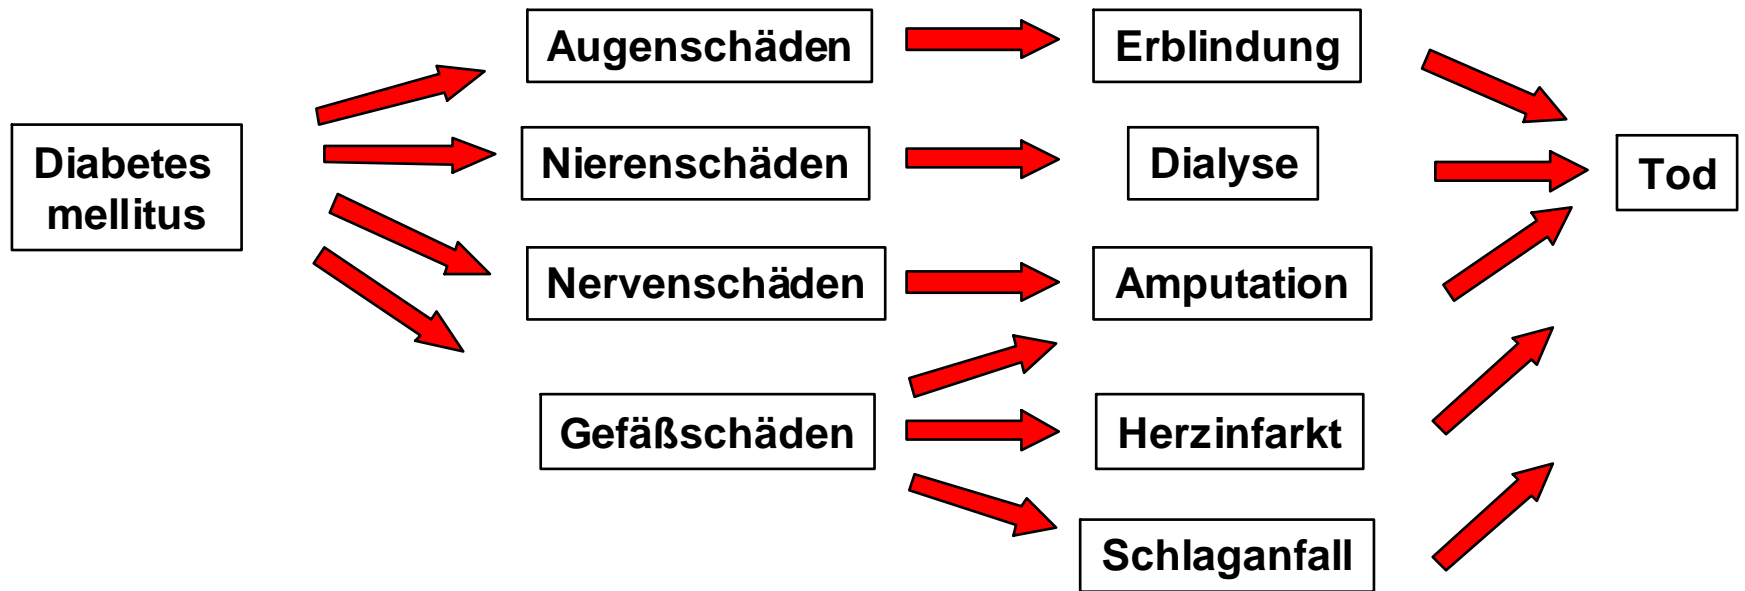 Diabetes
mellitus
Augenschäden
Nierenschäden
Nervenschäden
Gefäßschäden
Erblindung
Dialyse
Amputation
Herzinfarkt
Schlaganfall
Tod